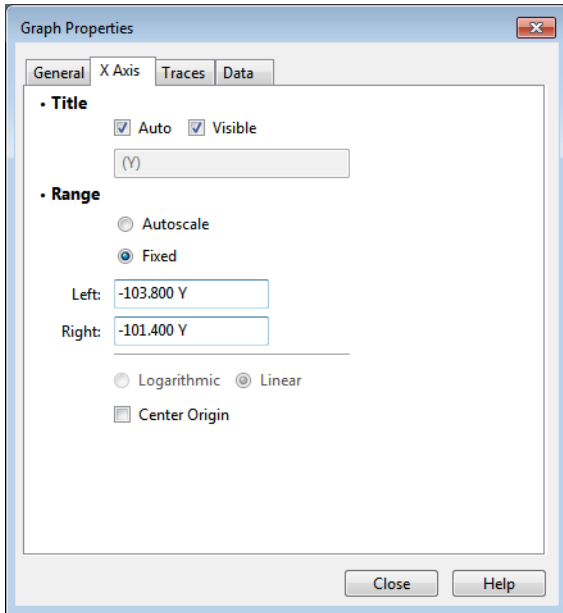 Graph Properties
General X Axis Traces Data
• Title
Auto Visible
(Y)
• Range
Autoscale
Fixed
Left: -103.800 Y
Right: -101.400 Y
Logarithmic Linear
Center Origin
Close Help